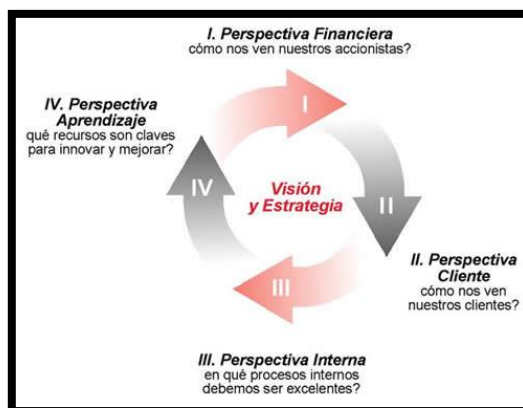 I. Perspectiva Financiera
cómo nos ven nuestros accionistas?
I
IV. Perspectiva
Aprendizaje
qué recursos son claves
para innovar y mejorar?
IV
Visión
y Estrategia
II
II. Perspectiva
Cliente
cómo nos ven
nuestros clientes?
III
III. Perspectiva Interna
en qué procesos internos
debemos ser excelentes?